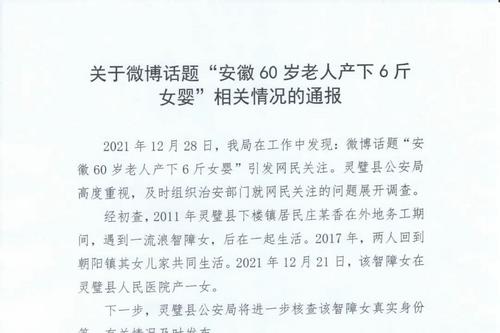 关于微博话题“安徽 60 岁老人产下 6 斤
女婴”相关情况的通报
2021 年 12 月 28 日，我局在工作中发现：微博话题“安
徽 60 岁老人产下 6 斤女婴”引发网民关注。灵璧县公安局
高度重视，及时组织治安部门就网民关注的问题展开调查。
经初查，2011 年灵璧县下楼镇居民庄某香在外地务工期
间，遇到一流浪智障女，后在一起生活。2017 年，两人回到
朝阳镇其女儿家共同生活。2021 年 12 月 21 日，该智障女在
灵璧县人民医院产一女。
下一步，灵璧县公安局将进一步核查该智障女真实身份
等，有关情况及时发布